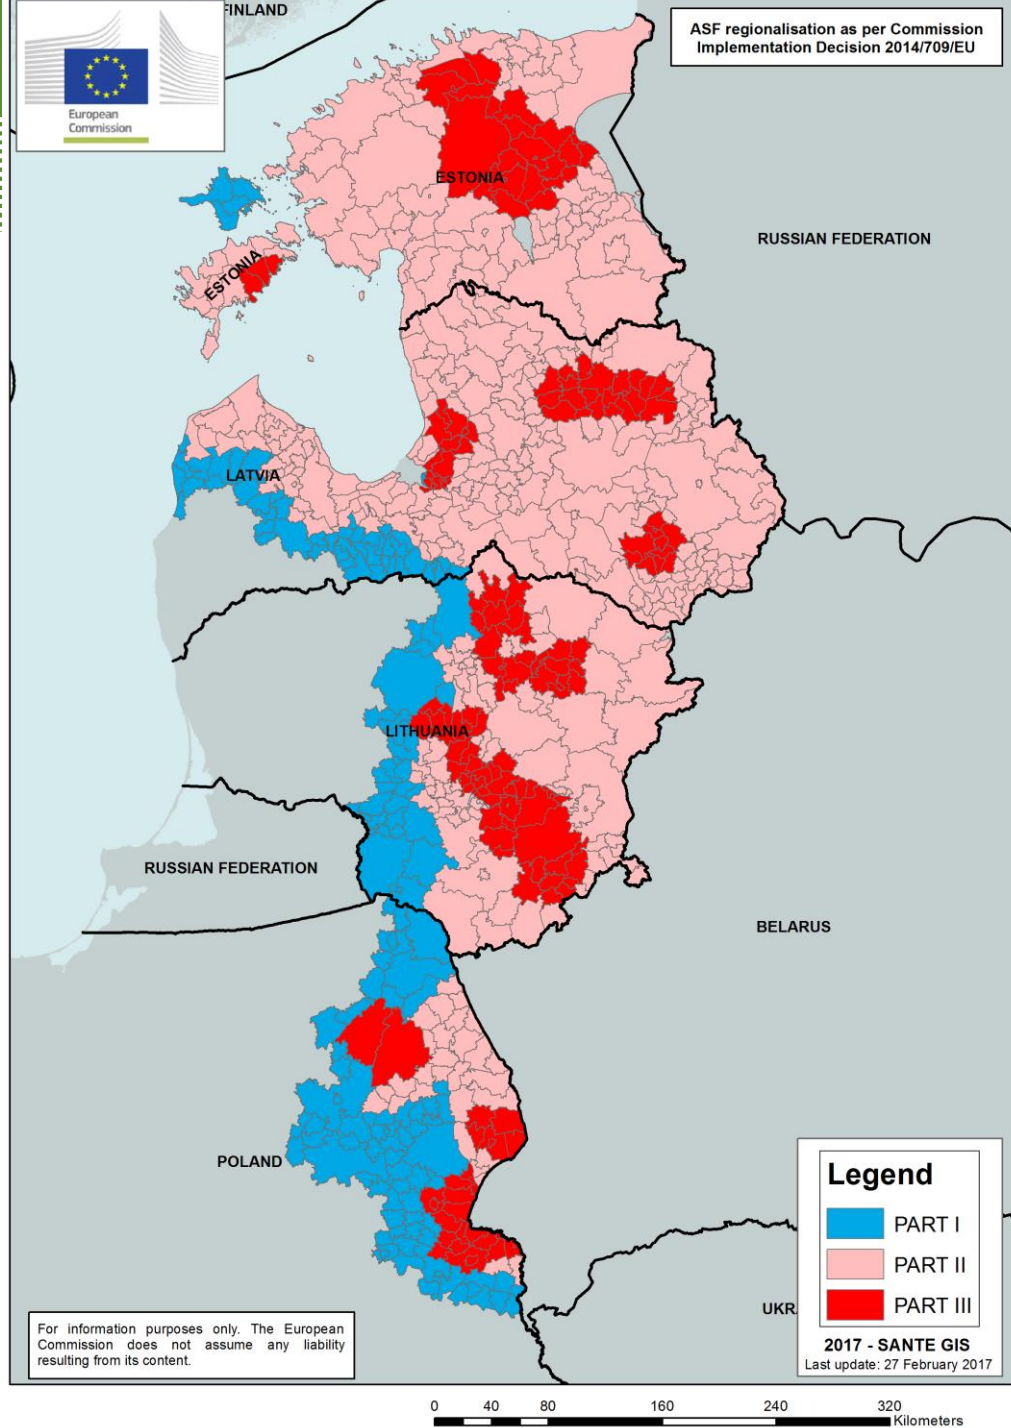 FINLAND
ASF regionalisation as per Commission
Implementation Decision 2014/709/EU
European
Commission
ESTONIA
RUSSIAN FEDERATION
ESTONIA
LATVIA
LITHUANIA
RUSSIAN FEDERATION
BELARUS
POLAND
Legend
PART I
PART II
PART III
UKR
2017 - SANTE GIS
Last update: 27 February 2017
For information purposes only. The European
Commission does not assume any liability
resulting from its content.
0 40 80 160 240 320
Kilometers